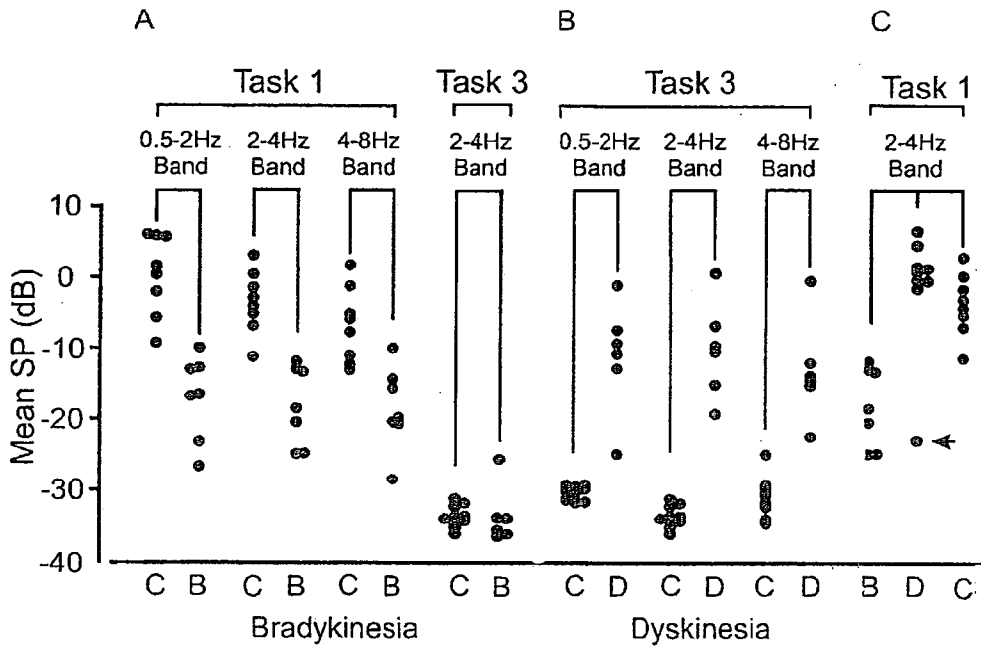 A B C
Task 1 Task 3 Task 3 Task 1
0.5-2Hz 2-4Hz 4-8Hz 2-4Hz 0.5-2Hz 2-4Hz 4-8Hz 2-4Hz
Band Band Band Band Band Band Band Band
10
0
-10
-20
-30
-40
Mean SP (dB)
C B C B C B C B C D C D C D B D C
Bradykinesia Dyskinesia